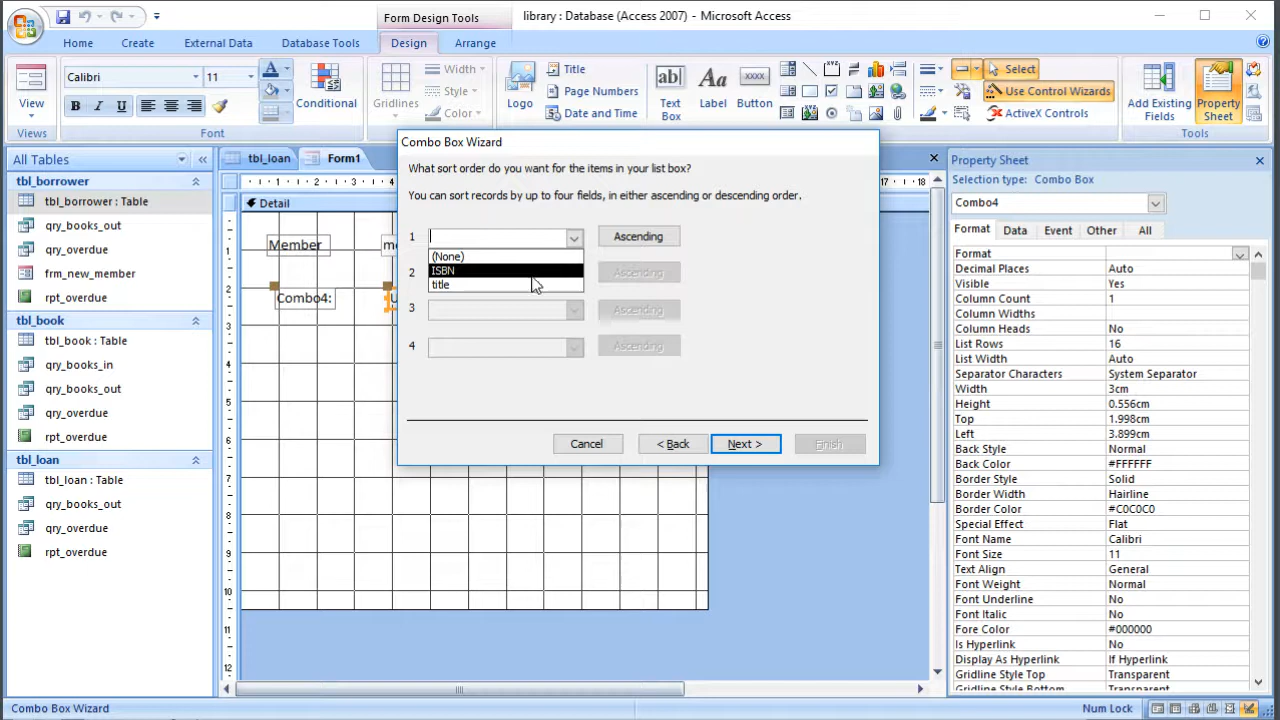 Form Design Tools
library : Database (Access 2007) - Microsoft Access
Home
Create
External Data
Database Tools
Design
Arrange
View
Views
Calibri
11
B
I
U
Font
Conditional
Gridlines
Width
Style
Color
Logo
Title
Page Numbers
Date and Time
ab|
Text
Box
Aa
Label
xxxx
Button
Select
Use Control Wizards
ActiveX Controls
Add Existing
Fields
Property
Sheet
Tools
All Tables
tbl_borrower
tbl_borrower : Table
qry_books_out
qry_overdue
frm_new_member
rpt_overdue
tbl_book
tbl_book : Table
qry_books_in
qry_books_out
qry_overdue
rpt_overdue
tbl_loan
tbl_loan : Table
qry_books_out
qry_overdue
rpt_overdue
tbl_loan
Form1
Detail
Member
Combo4:
Combo Box Wizard
What sort order do you want for the items in your list box?
You can sort records by up to four fields, in either ascending or descending order.
1
Ascending
(None)
ISBN
title
2
Ascending
3
Ascending
4
Ascending
Cancel
< Back
Next >
Finish
Property Sheet
Selection type: Combo Box
Combo4
Format
Data
Event
Other
All
Format
Decimal Places Auto
Visible Yes
Column Count 1
Column Widths
Column Heads No
List Rows 16
List Width Auto
Separator Characters System Separator
Width 3cm
Height 0.556cm
Top 1.998cm
Left 3.899cm
Back Style Normal
Back Color #FFFFFF
Border Style Solid
Border Width Hairline
Border Color #C0C0C0
Special Effect Flat
Font Name Calibri
Font Size 11
Text Align General
Font Weight Normal
Font Underline No
Font Italic No
Fore Color #000000
Is Hyperlink No
Display As Hyperlink If Hyperlink
Gridline Style Top Transparent
Gridline Style Bottom Transparent
Combo Box Wizard
Num Lock